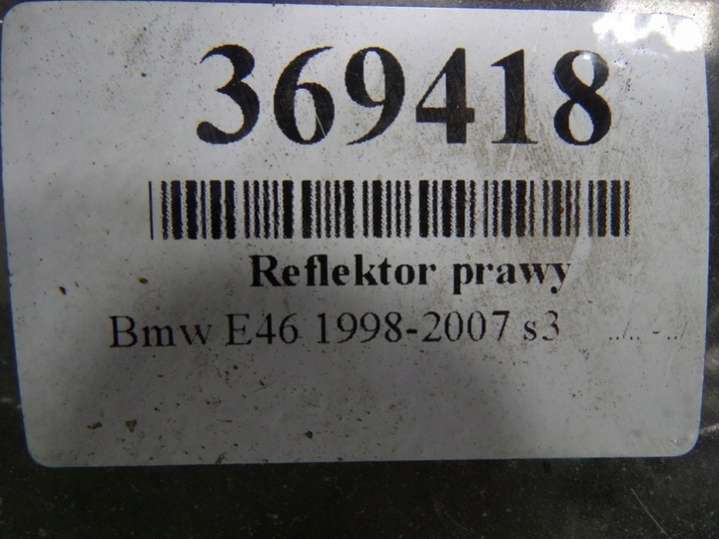 369418
Reflektor prawy
Bmw E46 1998-2007 s3 ../.. - ../